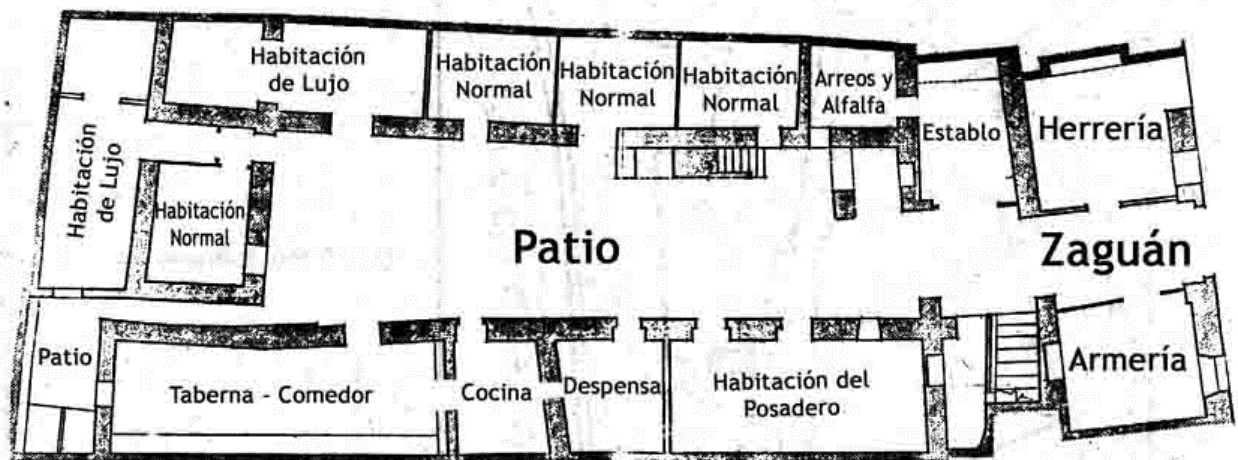 Habitación
de Lujo
Habitación
Normal
Habitación
Normal
Habitación
Normal
Arreos y
Alfalfa
Establo
Herrería
Habitación
de Lujo
Habitación
Normal
Patio
Zaguán
Patio
Taberna - Comedor
Cocina
Despensa
Habitación del
Posadero
Armería